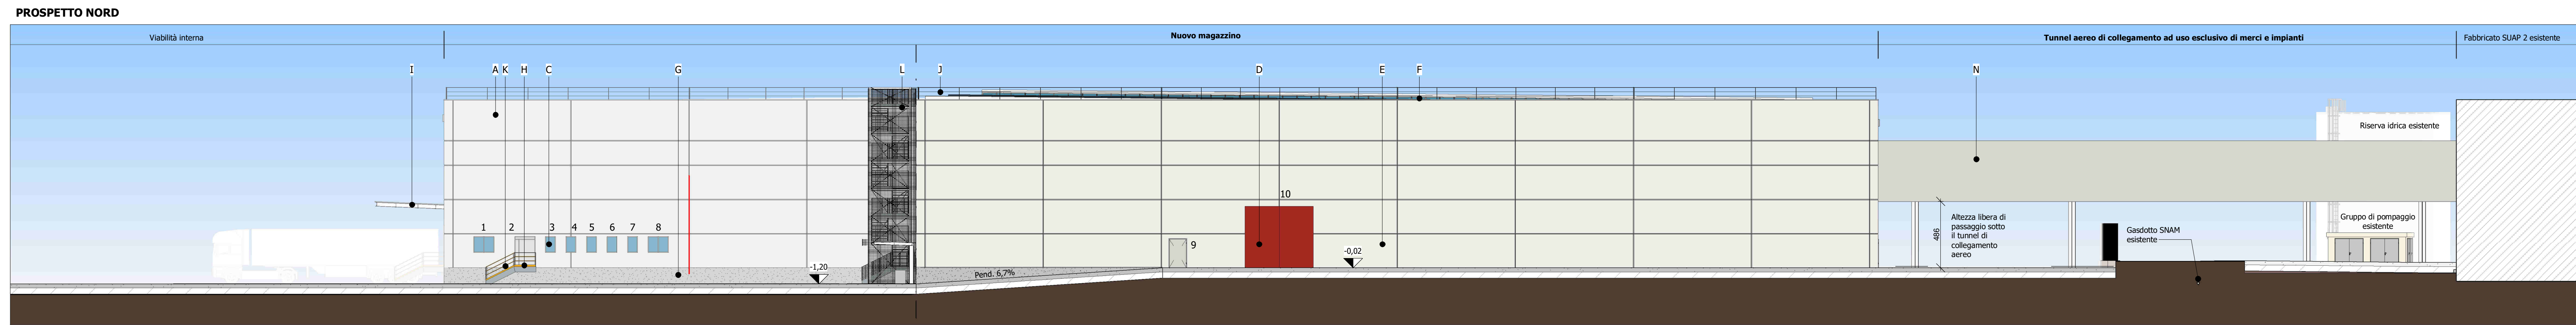 PROSPETTO NORD
Viabilità interna
Nuovo magazzino
Tunnel aereo di collegamento ad uso esclusivo di merci e impianti
Fabbricato SUAP 2 esistente
I
A K H C
G
L
J
D
E
F
N
Riserva idrica esistente
1 2 3 4 5 6 7 8
9
10
-1,20
Pend. 6,7%
-0,02
486
Altezza libera di
passaggio sotto
il tunnel di
collegamento
aereo
Gasdotto SNAM
esistente
Gruppo di pompaggio
esistente